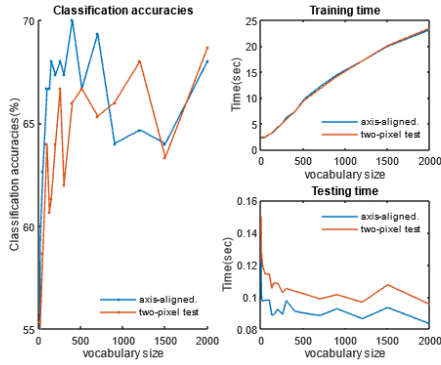 Classification accuracies
70
65
60
55
Classification accuracies(%)
0
500
1000
1500
2000
vocabulary size
axis-aligned.
two-pixel test
Training time
25
20
15
10
5
0
Time(sec)
0
500
1000
1500
2000
vocabulary size
axis-aligned.
two-pixel test
Testing time
0.16
0.14
0.12
0.1
0.08
Time(sec)
0
500
1000
1500
2000
vocabulary size
axis-aligned.
two-pixel test